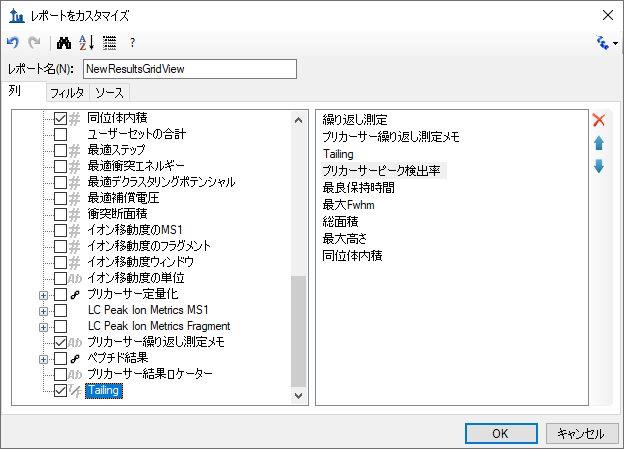 レポートをカスタマイズ
レポート名(N): NewResultsGridView
列 フィルタ ソース
同位体内積
ユーザーセットの合計
最適ステップ
最適衝突エネルギー
最適デクラスタリングポテンシャル
最適補償電圧
衝突断面積
イオン移動度のMS1
イオン移動度のフラグメント
イオン移動度ウィンドウ
Ab イオン移動度の単位
プリカーサー定量化
LC Peak Ion Metrics MS1
LC Peak Ion Metrics Fragment
Ab プリカーサー繰り返し測定メモ
ペプチド結果
Ab プリカーサー結果ロケーター
T/F Tailing
繰り返し測定
プリカーサー繰り返し測定メモ
Tailing
プリカーサーピーク検出率
最良保持時間
最大Fwhm
総面積
最大高さ
同位体内積
OK キャンセル